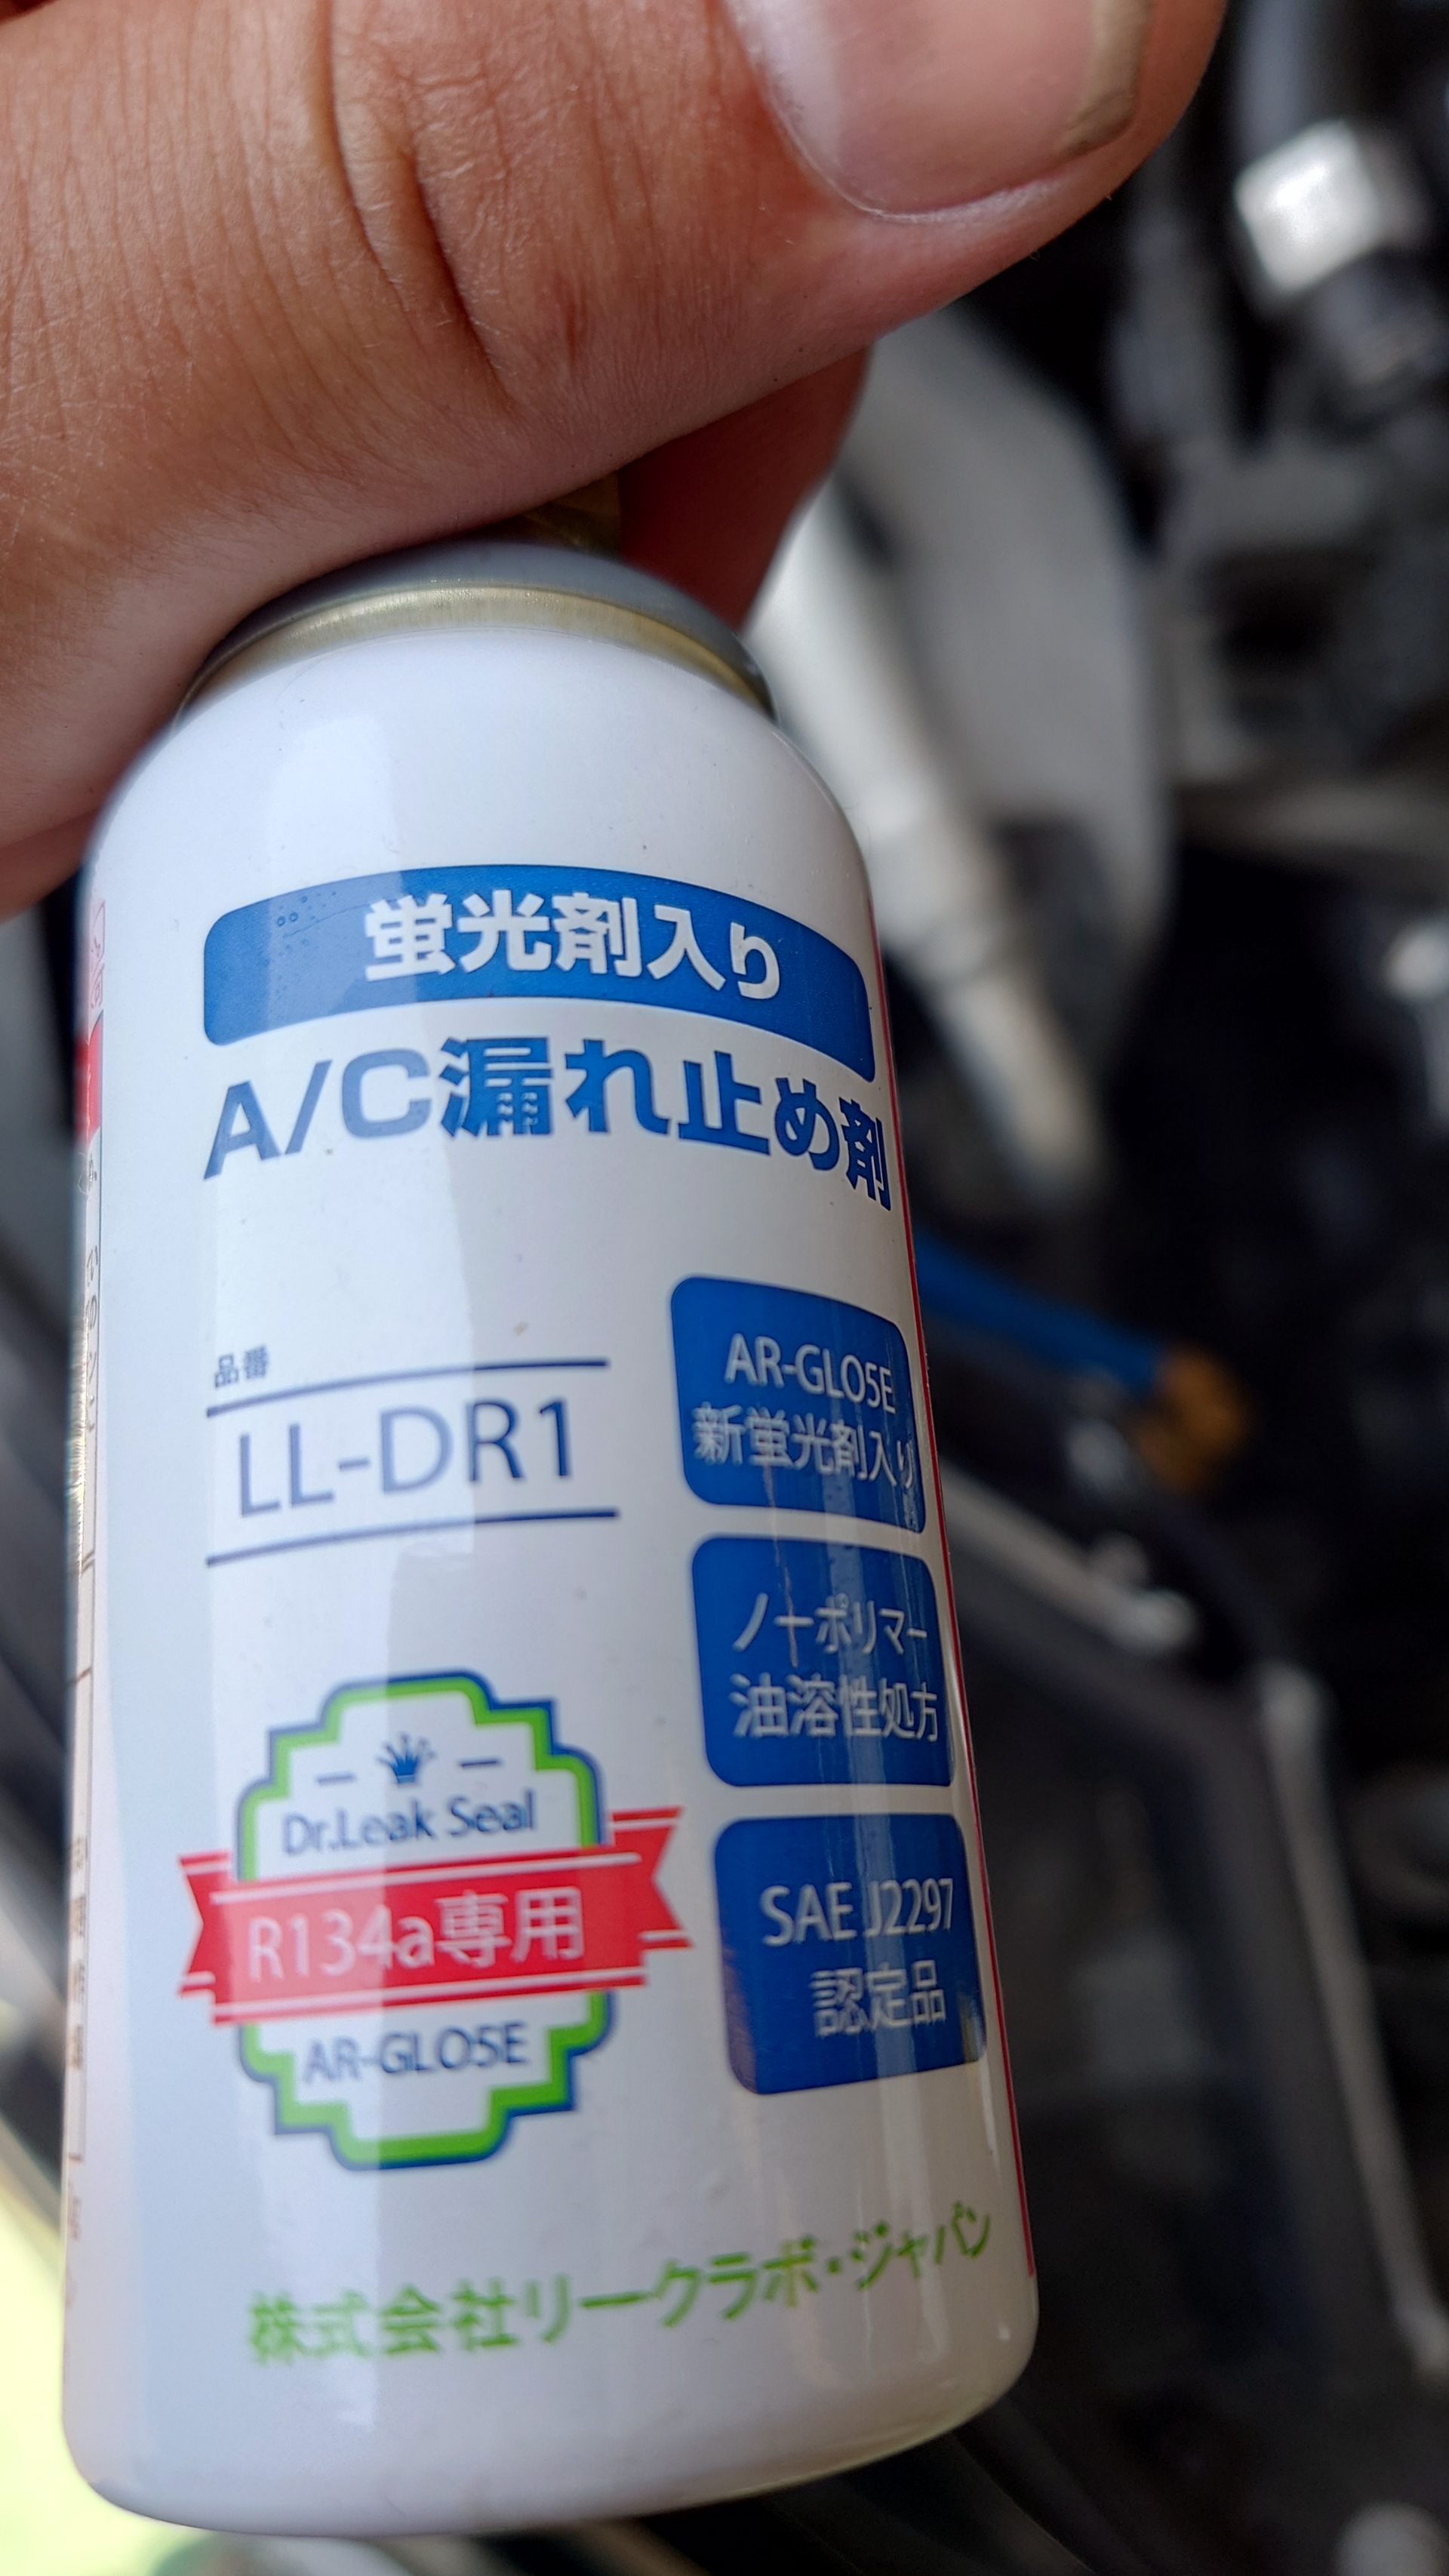 蛍光剤入り
A/C漏れ止め剤
品番
LL-DR1
AR-GLO5E
新蛍光剤入り
ノーポリマー
油溶性処方
SAE J2297
認定品
Dr.Leak Seal
R134a専用
AR-GLO5E
株式会社リークラボ・ジャパン